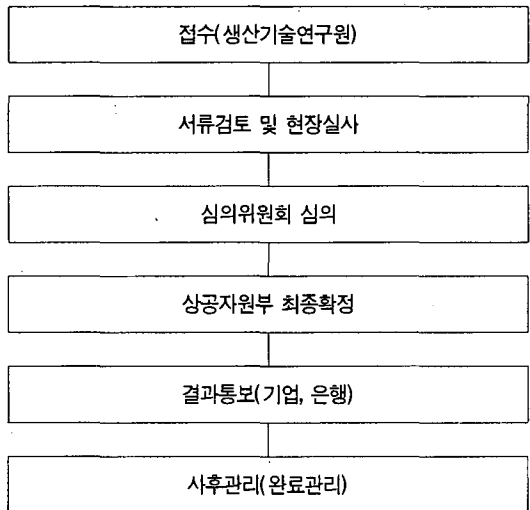 접수(생산기술연구원)
서류검토 및 현장실사
심의위원회 심의
상공자원부 최종확정
결과통보(기업, 은행)
사후관리(완료관리)